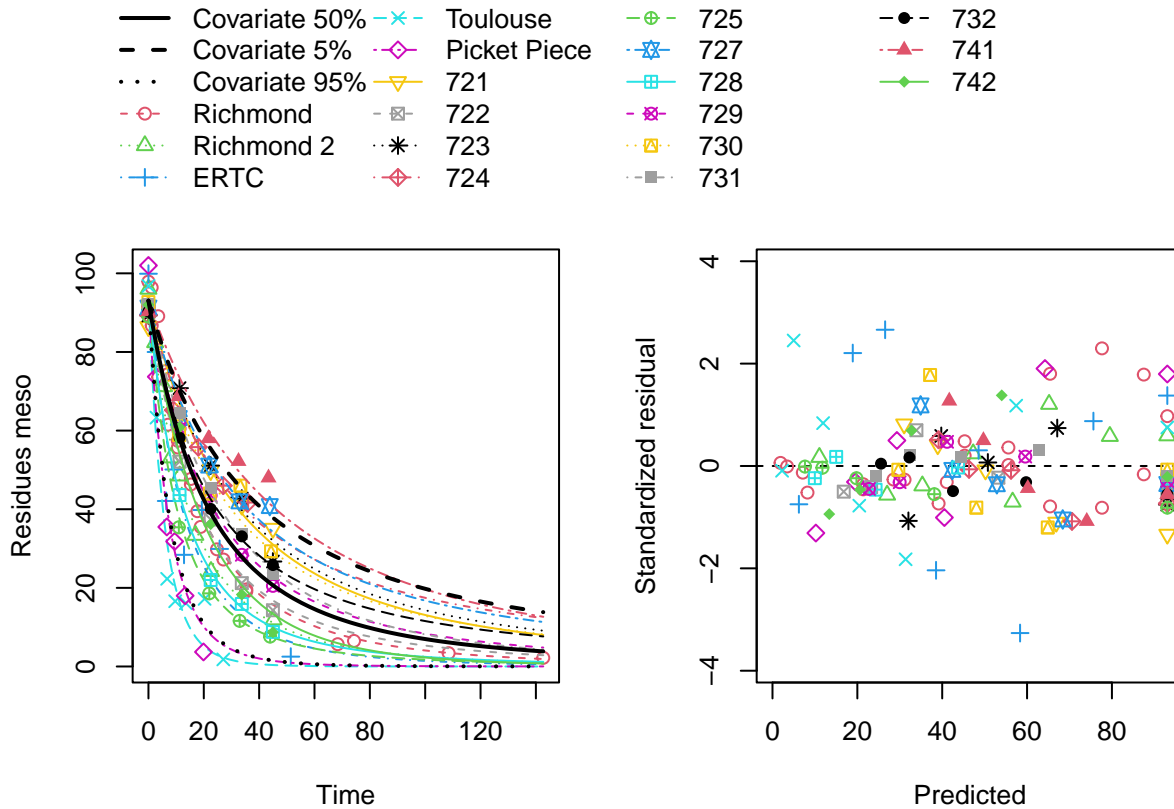 Covariate 50% Toulouse 725 732
Covariate 5% Picket Piece 727 741
Covariate 95% 721 728 742
Richmond 722 729
Richmond 2 723 730
ERTC 724 731
100
80
60
40
20
0
Residues meso
0 20 40 60 80 120
Time
4
2
0
−2
−4
Standardized residual
0 20 40 60 80
Predicted